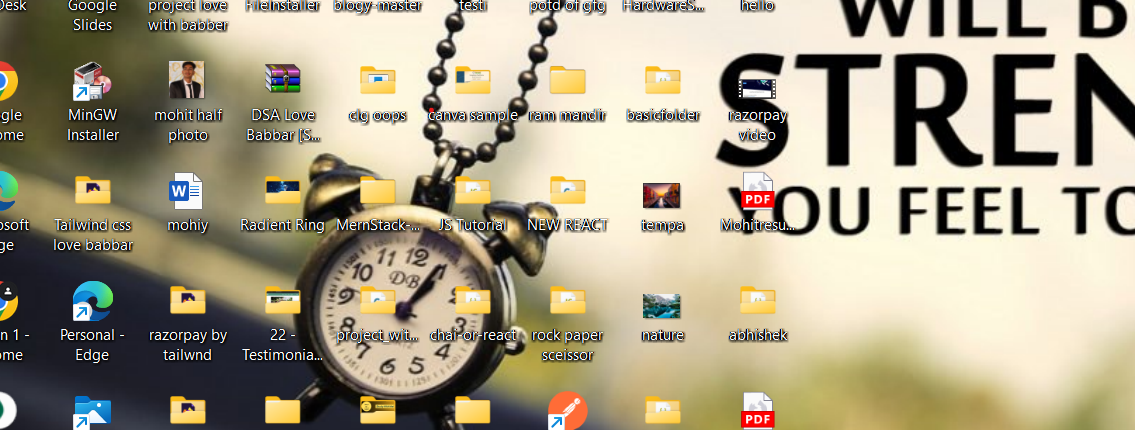 Desk
Google
Slides
project love
with babber
FileInstaller
blogy-master
testi
potd of gfg
HardwareS...
hello
WILL B
STREN
YOU FEEL TO
gle
ome
MinGW
Installer
mohit half
photo
DSA Love
Babbar [S...
clg oops
canva sample
ram mandir
basicfolder
razorpay
video
osoft
ge
Tailwind css
love babbar
W
mohiy
Radient Ring
MernStack-...
JS Tutorial
NEW REACT
tempa
PDF
Mohitresu...
n 1 -
ome
Personal -
Edge
razorpay by
tailwnd
22 -
Testimonia...
project_wit...
chai-or-react
rock paper
sceissor
nature
abhishek
DB
12
1
2
3
4
5
6
7
8
9
10
11
PDF